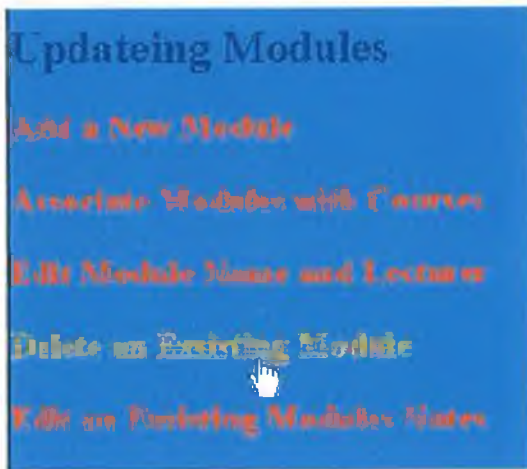 Updateing Modules
Add a New Module
Associate Modules with Courses
Edit Module Name and Lecturer
Delete an Existing Module
Edit an Existing Modules Notes